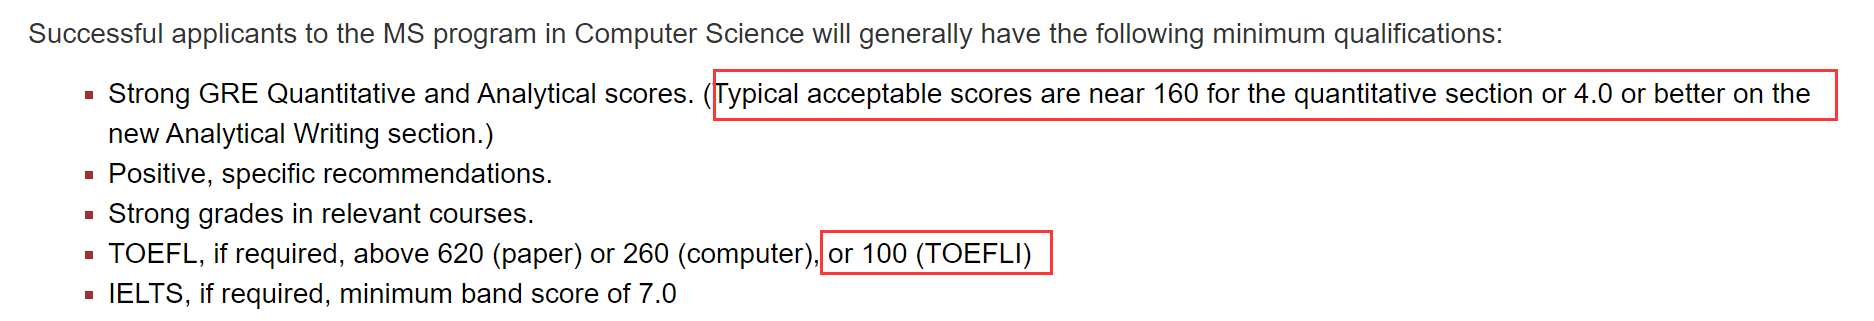 Successful applicants to the MS program in Computer Science will generally have the following minimum qualifications:
Strong GRE Quantitative and Analytical scores. (Typical acceptable scores are near 160 for the quantitative section or 4.0 or better on the
new Analytical Writing section.)
Positive, specific recommendations.
Strong grades in relevant courses.
TOEFL, if required, above 620 (paper) or 260 (computer), or 100 (TOEFLI)
IELTS, if required, minimum band score of 7.0